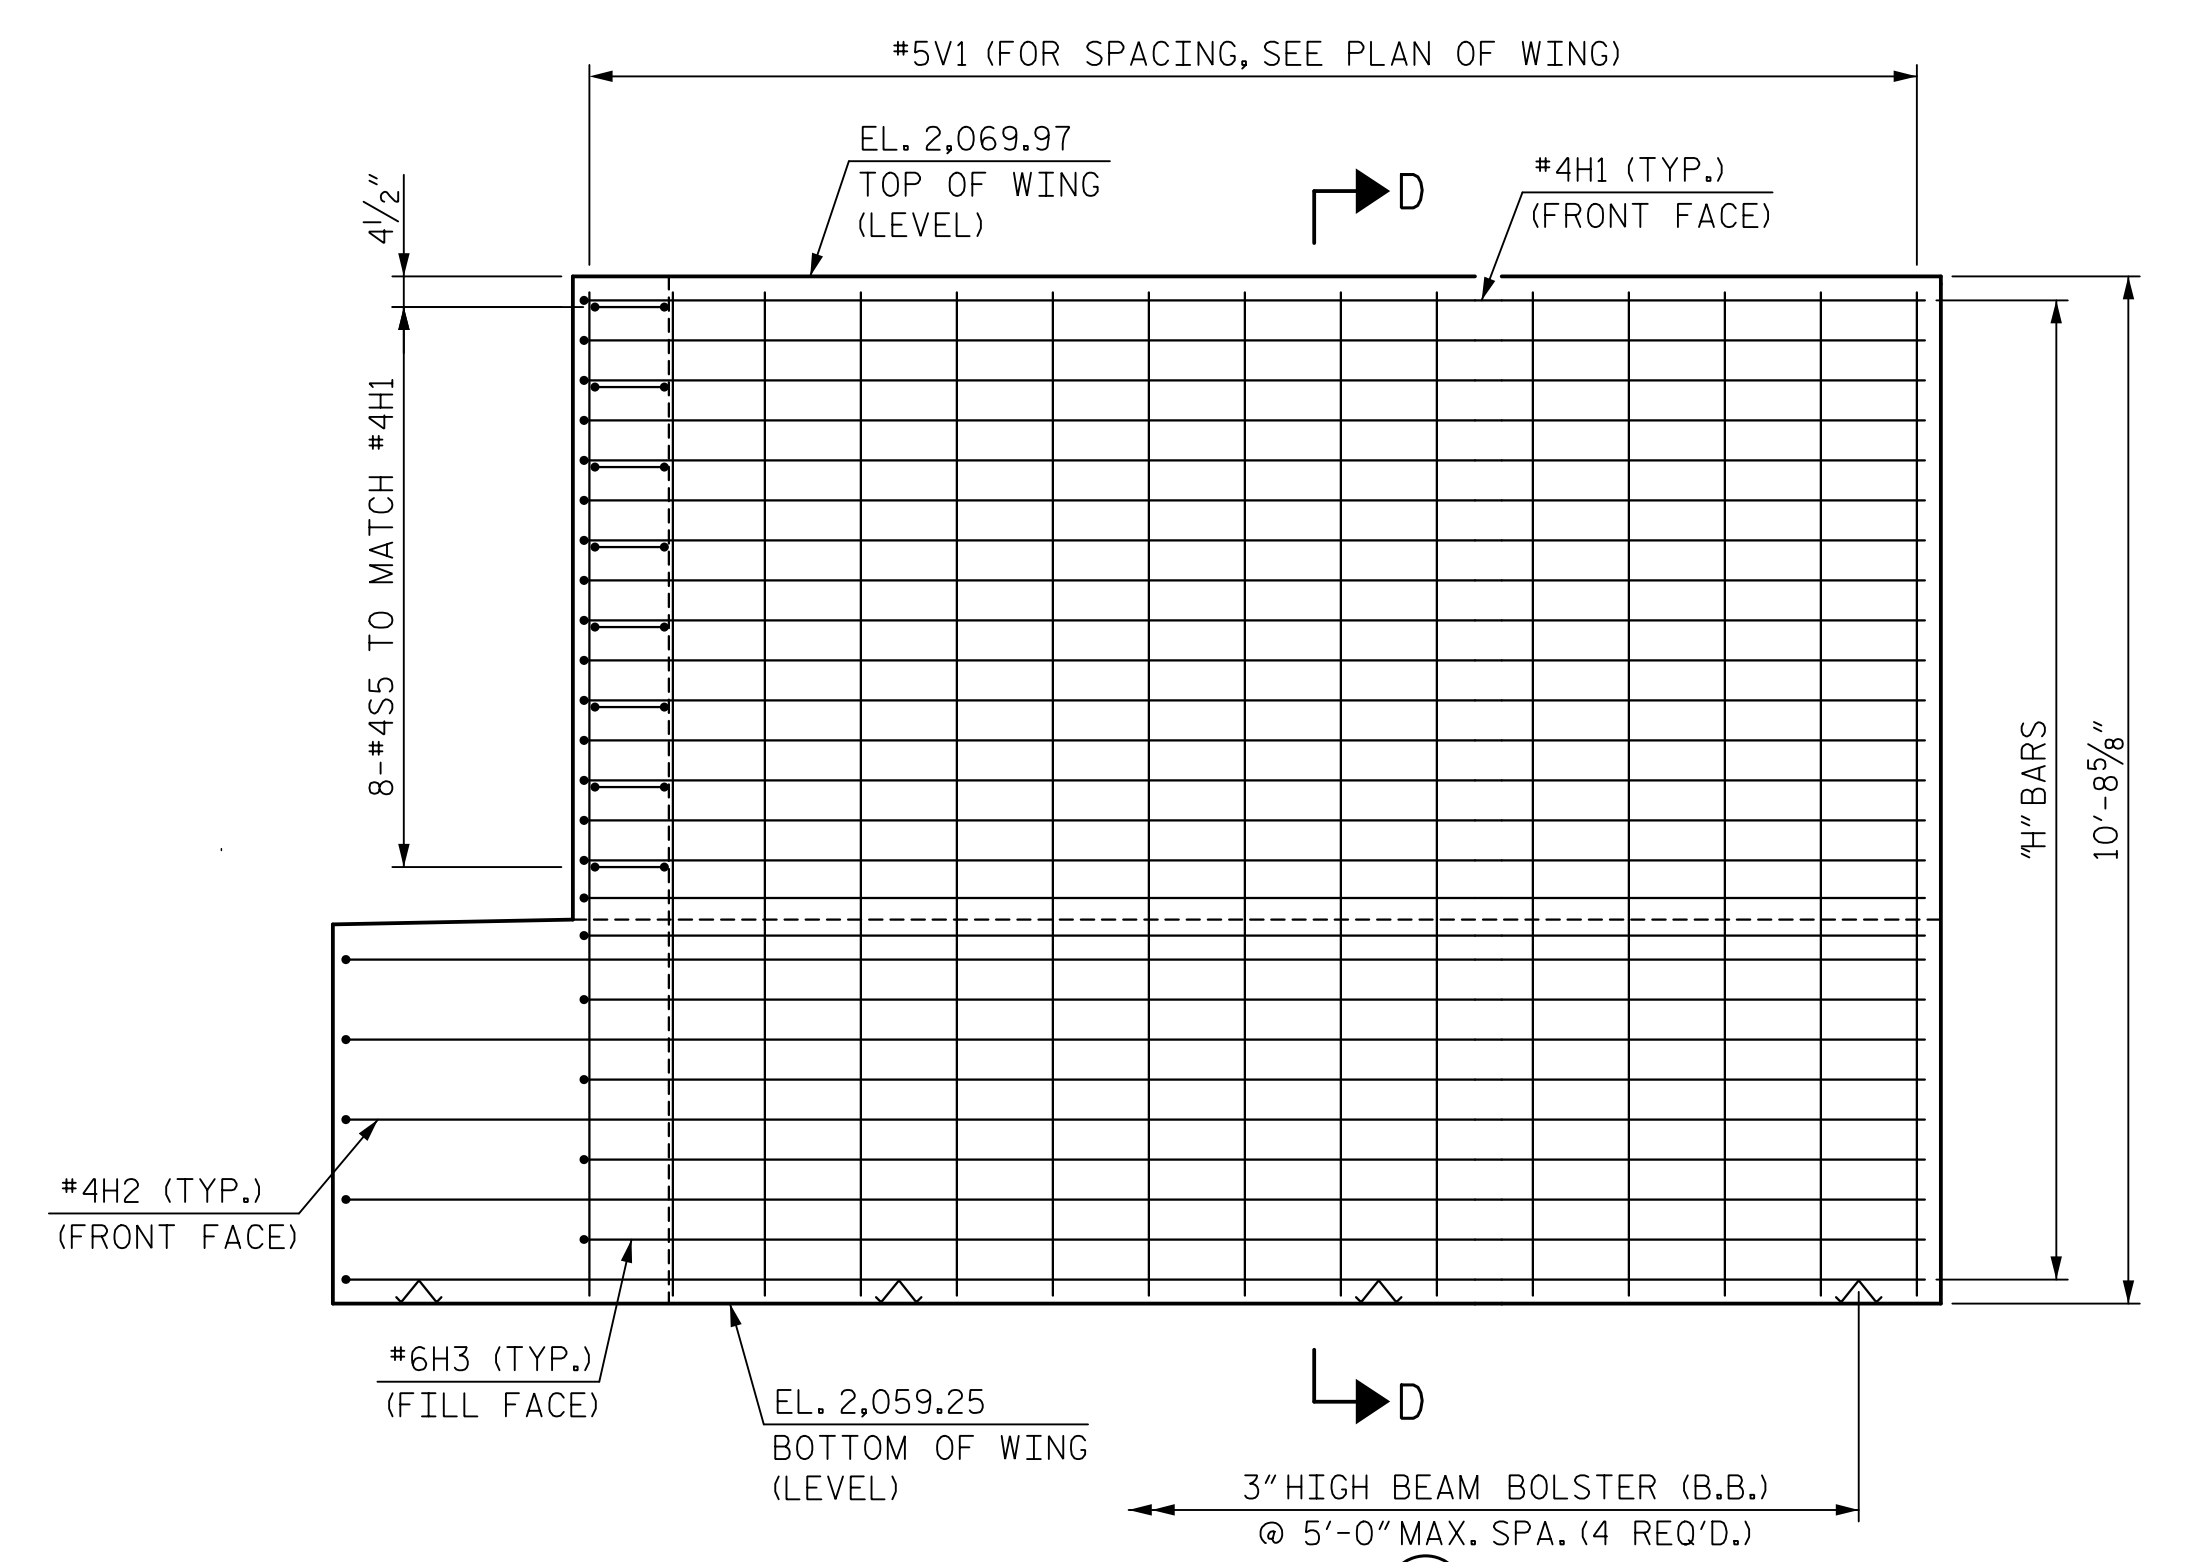 #5V1 (FOR SPACING, SEE PLAN OF WING)
EL. 2,069.97
TOP OF WING
(LEVEL)
D
#4H1 (TYP.)
(FRONT FACE)
4½"
8-#4S5 TO MATCH #4H1
"H" BARS
10'-8⅝"
#4H2 (TYP.)
(FRONT FACE)
#6H3 (TYP.)
(FILL FACE)
EL. 2,059.25
BOTTOM OF WING
(LEVEL)
D
3" HIGH BEAM BOLSTER (B.B.)
@ 5'-0" MAX. SPA. (4 REQ'D.)